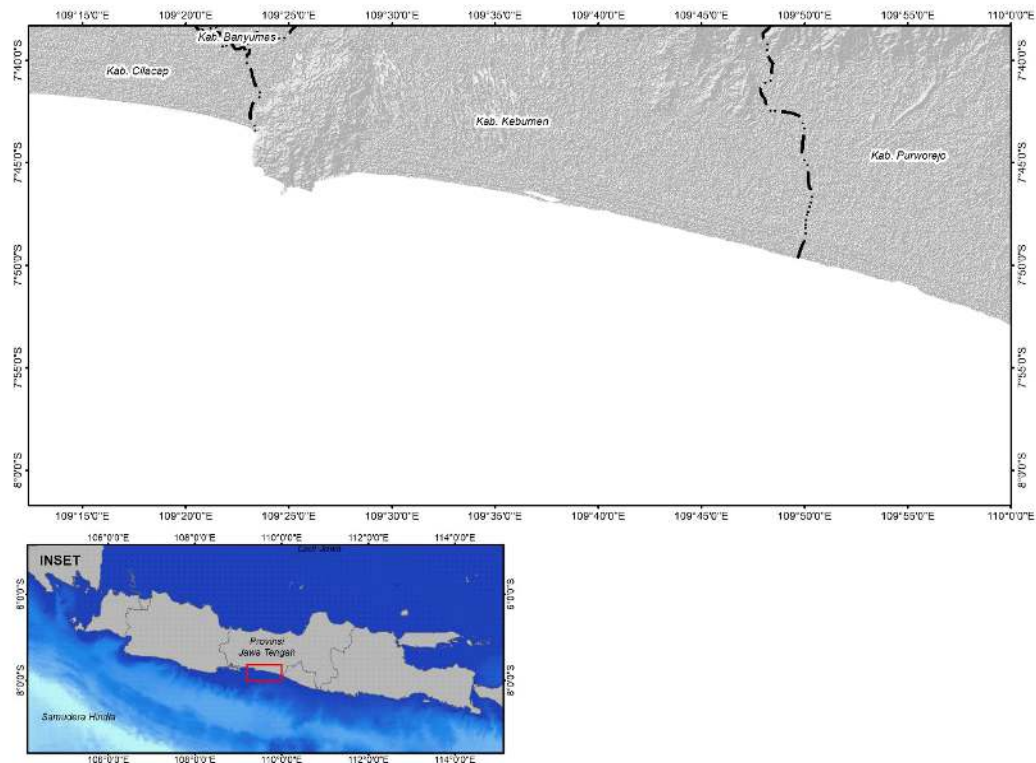 109°15'0"E 109°20'0"E 109°25'0"E 109°30'0"E 109°35'0"E 109°40'0"E 109°45'0"E 109°50'0"E 109°55'0"E 110°0'0"E
Kab. Banyumas
7°40'0"S 7°40'0"S
Kab. Cilacap
Kab. Kebumen
Kab. Purworejo
7°45'0"S 7°45'0"S
7°50'0"S 7°50'0"S
7°55'0"S 7°55'0"S
8°0'0"S 8°0'0"S
109°15'0"E 109°20'0"E 109°25'0"E 109°30'0"E 109°35'0"E 109°40'0"E 109°45'0"E 109°50'0"E 109°55'0"E 110°0'0"E
106°0'0"E 108°0'0"E 110°0'0"E 112°0'0"E 114°0'0"E
INSET
Laut Jawa
6°0'0"S 6°0'0"S
Provinsi
Jawa Tengah
8°0'0"S 8°0'0"S
Samudera Hindia
106°0'0"E 108°0'0"E 110°0'0"E 112°0'0"E 114°0'0"E